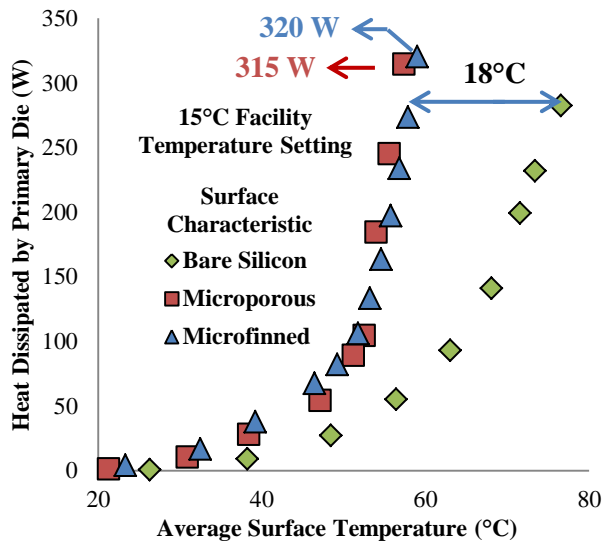 350
300
250
200
150
100
50
0
Heat Dissipated by Primary Die (W)
320 W
315 W
18°C
15°C Facility
Temperature Setting
Surface
Characteristic
Bare Silicon
Microporous
Microfinned
20
40
60
80
Average Surface Temperature (°C)